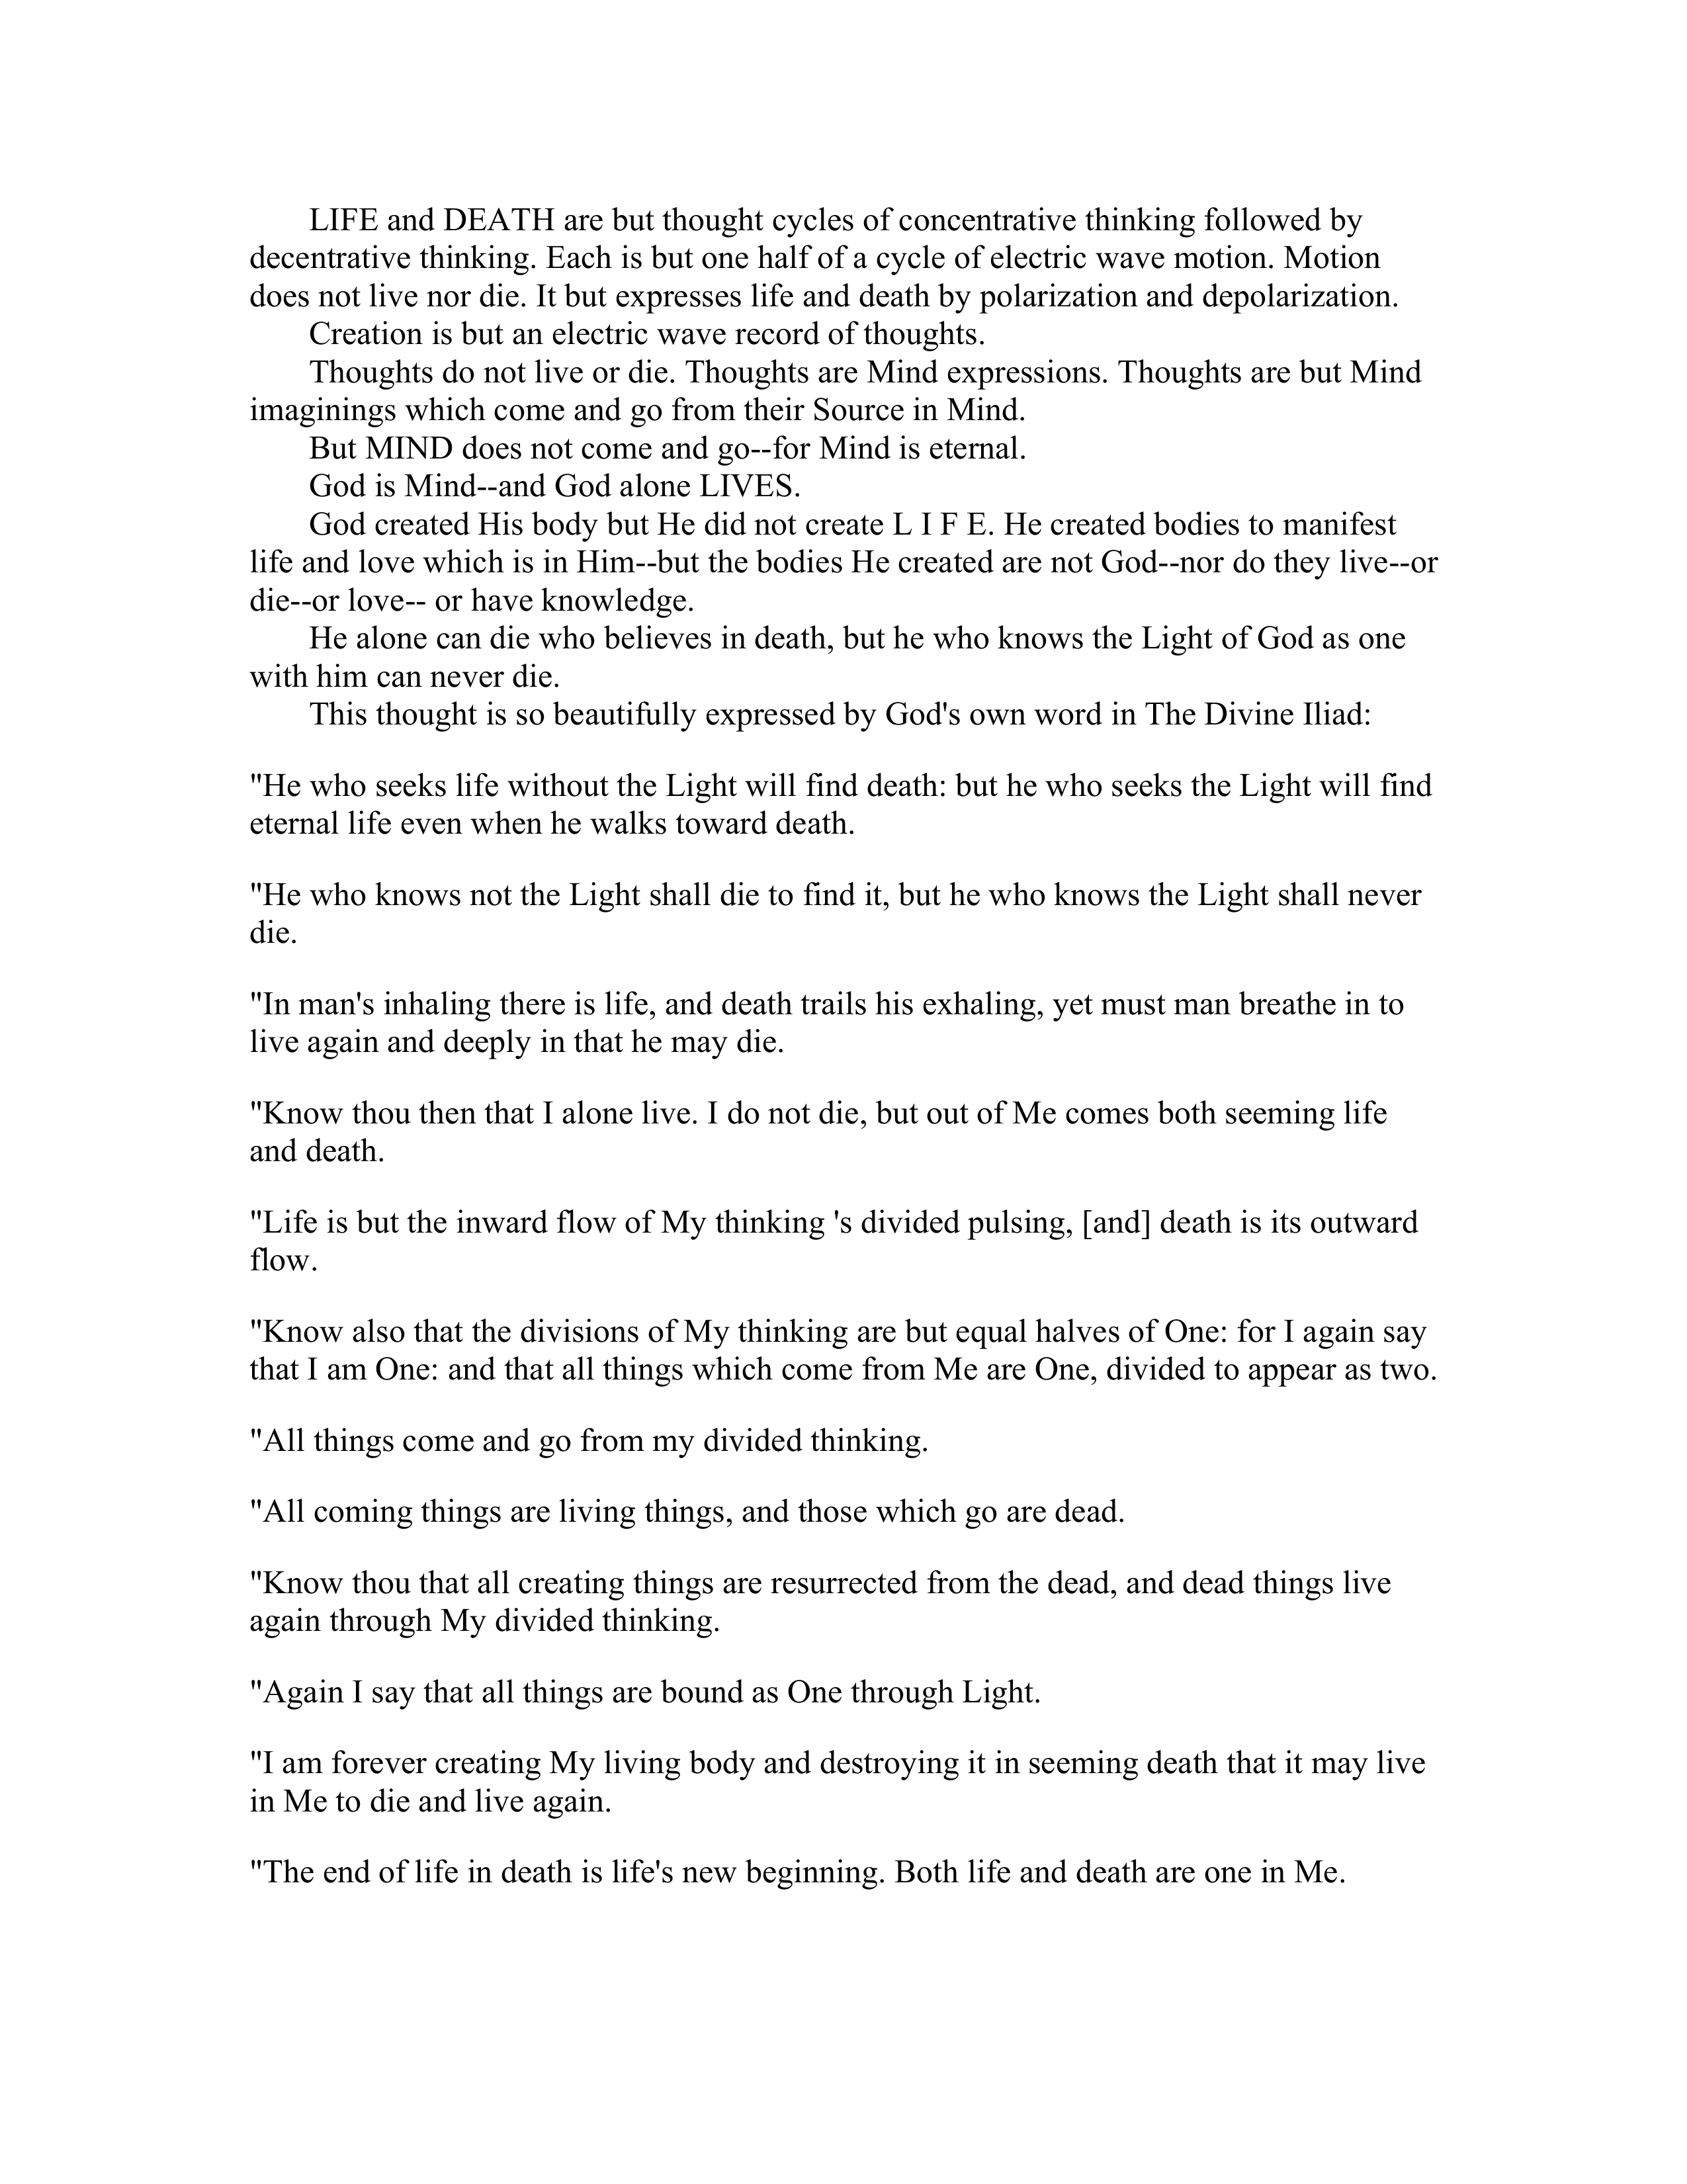 LIFE and DEATH are but thought cycles of concentrative thinking followed by
decentrative thinking. Each is but one half of a cycle of electric wave motion. Motion
does not live nor die. It but expresses life and death by polarization and depolarization.
Creation is but an electric wave record of thoughts.
Thoughts do not live or die. Thoughts are Mind expressions. Thoughts are but Mind
imaginings which come and go from their Source in Mind.
But MIND does not come and go--for Mind is eternal.
God is Mind--and God alone LIVES.
God created His body but He did not create L I F E. He created bodies to manifest
life and love which is in Him--but the bodies He created are not God--nor do they live--or
die--or love-- or have knowledge.
He alone can die who believes in death, but he who knows the Light of God as one
with him can never die.
This thought is so beautifully expressed by God's own word in The Divine Iliad:
"He who seeks life without the Light will find death: but he who seeks the Light will find
eternal life even when he walks toward death.
"He who knows not the Light shall die to find it, but he who knows the Light shall never
die.
"In man's inhaling there is life, and death trails his exhaling, yet must man breathe in to
live again and deeply in that he may die.
"Know thou then that I alone live. I do not die, but out of Me comes both seeming life
and death.
"Life is but the inward flow of My thinking 's divided pulsing, [and] death is its outward
flow.
"Know also that the divisions of My thinking are but equal halves of One: for I again say
that I am One: and that all things which come from Me are One, divided to appear as two.
"All things come and go from my divided thinking.
"All coming things are living things, and those which go are dead.
"Know thou that all creating things are resurrected from the dead, and dead things live
again through My divided thinking.
"Again I say that all things are bound as One through Light.
"I am forever creating My living body and destroying it in seeming death that it may live
in Me to die and live again.
"The end of life in death is life's new beginning. Both life and death are one in Me.